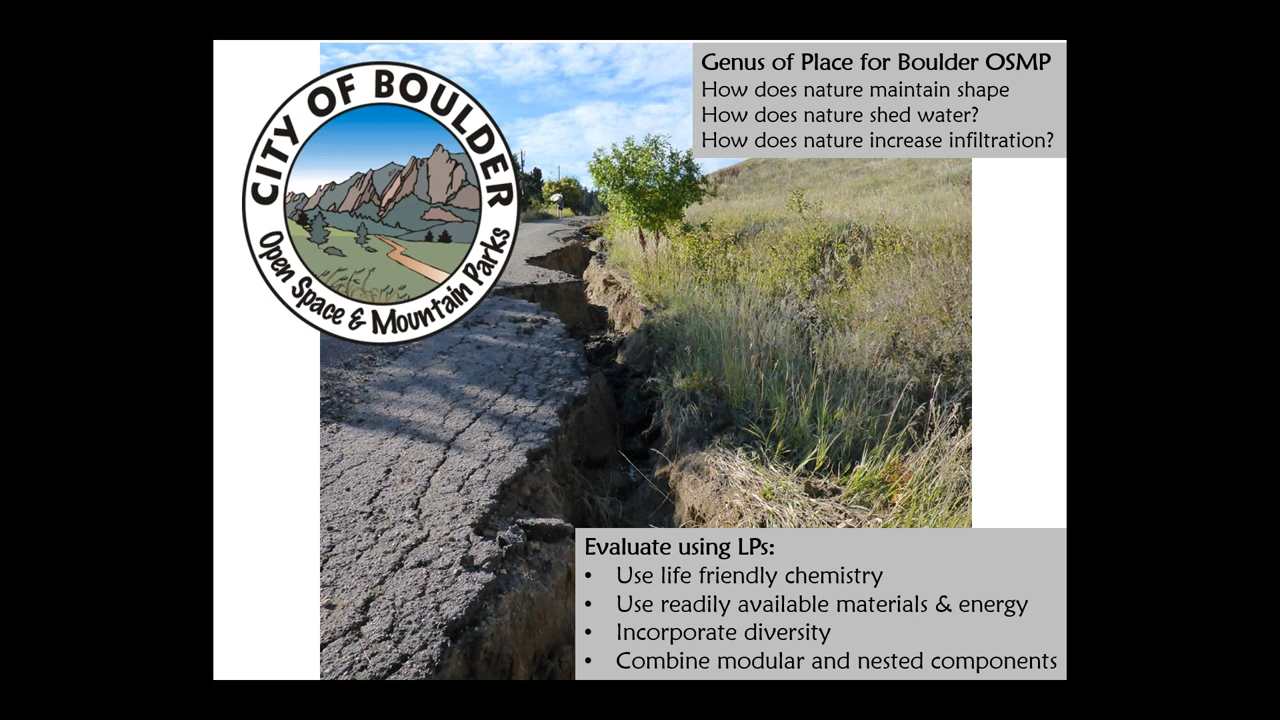 CITY OF BOULDER
Open Space & Mountain Parks
Genus of Place for Boulder OSMP
How does nature maintain shape
How does nature shed water?
How does nature increase infiltration?
Evaluate using LPs:
• Use life friendly chemistry
• Use readily available materials & energy
• Incorporate diversity
• Combine modular and nested components